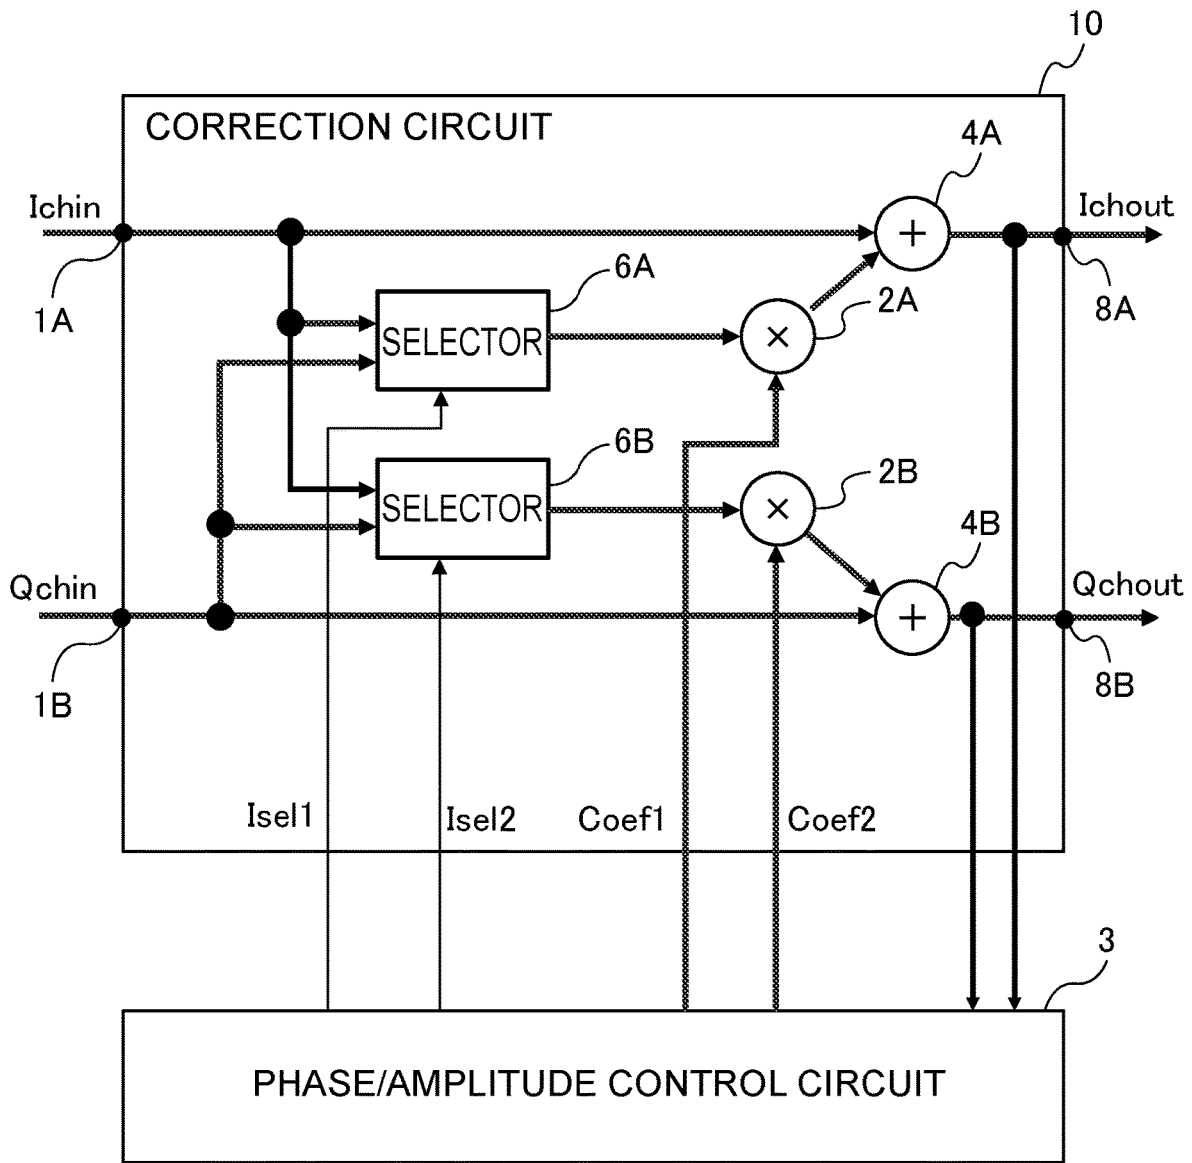 10
CORRECTION CIRCUIT
4A
Ichin
Ichout
6A
2A
1A
8A
SELECTOR
+
×
6B
2B
SELECTOR
×
4B
Qchin
Qchout
+
1B
8B
Isel1
Isel2
Coef1
Coef2
3
PHASE/AMPLITUDE CONTROL CIRCUIT